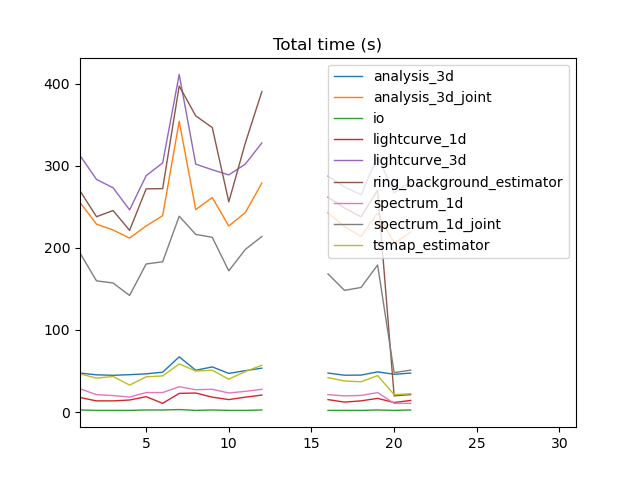 Total time (s)
400
300
200
100
0
5
10
15
20
25
30
analysis_3d
analysis_3d_joint
io
lightcurve_1d
lightcurve_3d
ring_background_estimator
spectrum_1d
spectrum_1d_joint
tsmap_estimator